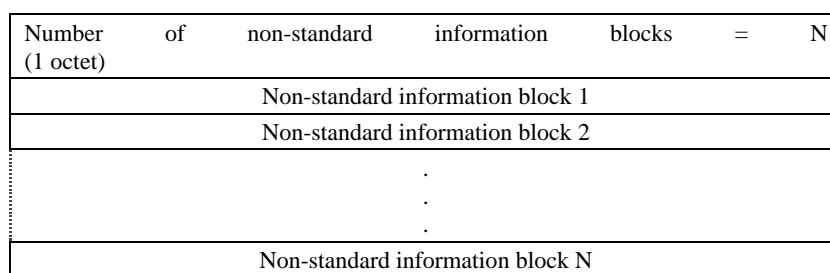 Number of non-standard information blocks = N
(1 octet)
Non-standard information block 1
Non-standard information block 2
.
.
.
Non-standard information block N